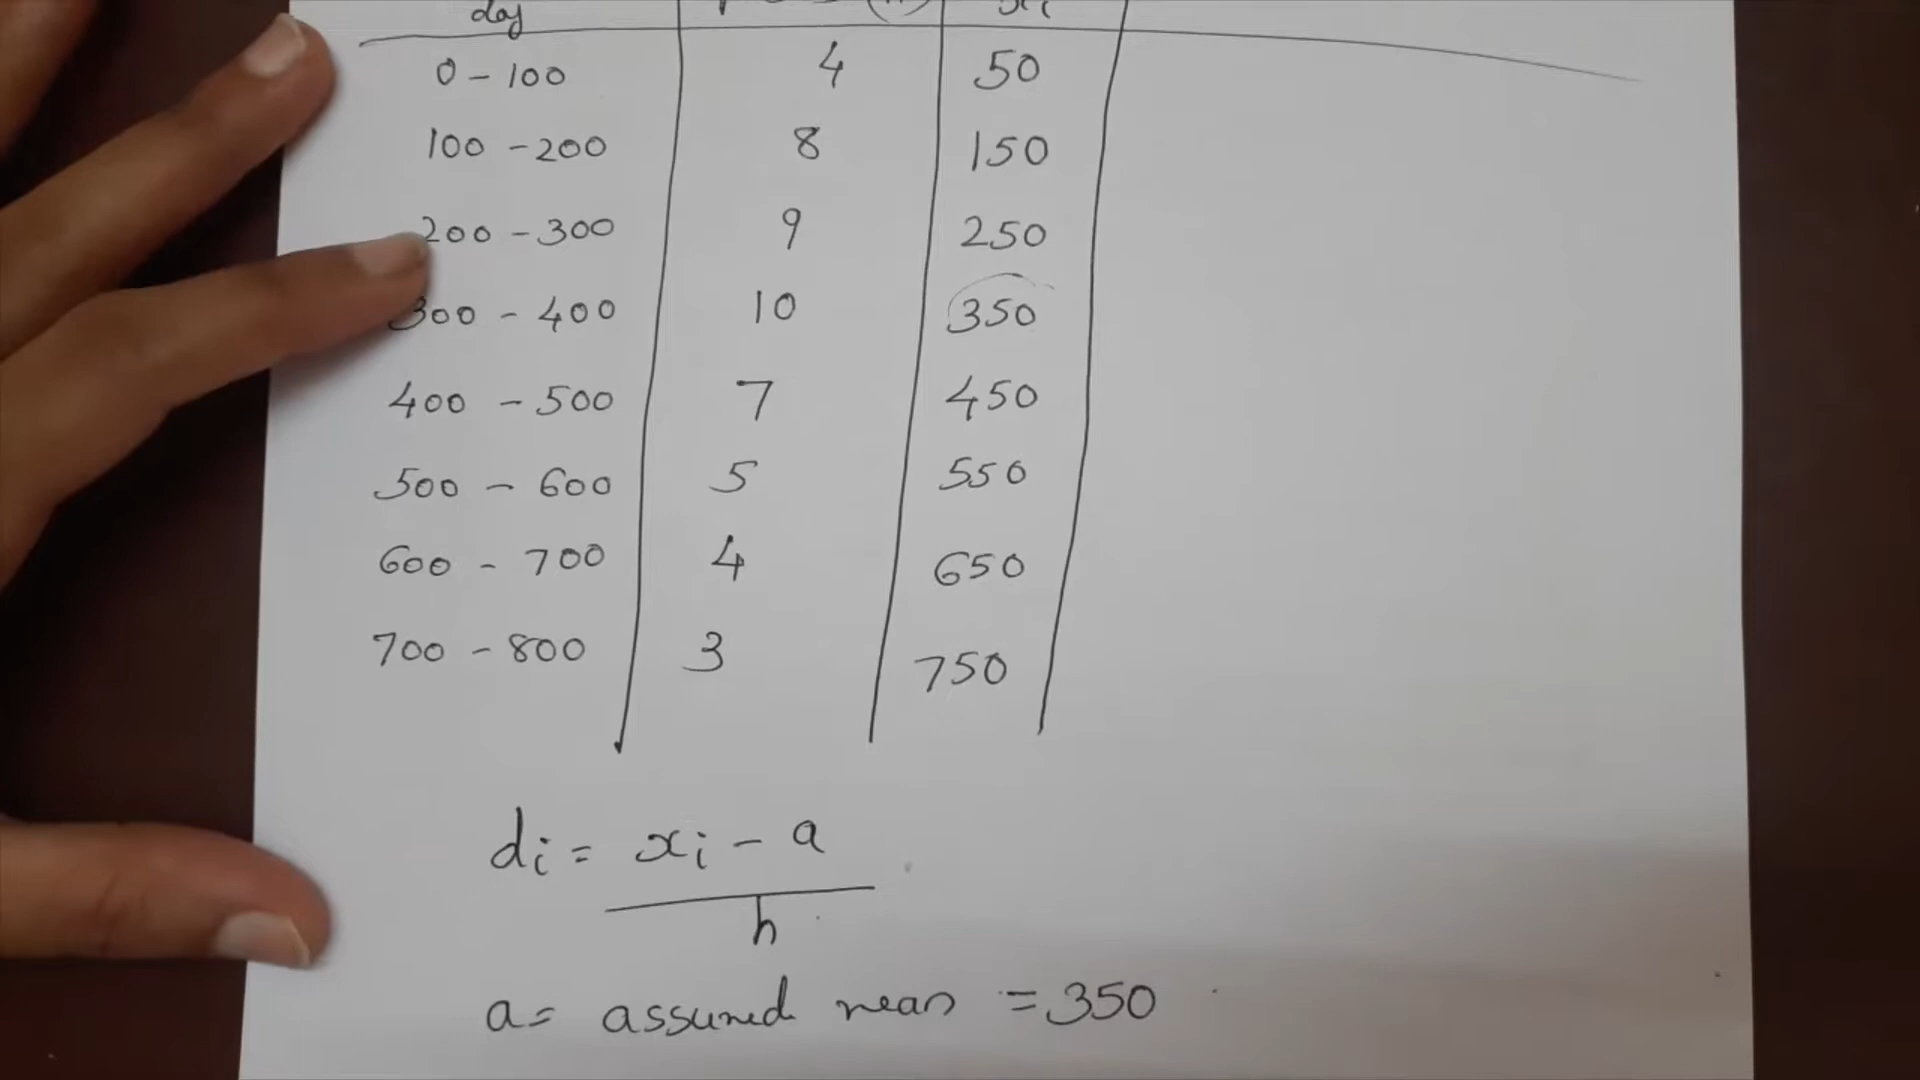 day
0 - 100 4 50
100 - 200 8 150
200 - 300 9 250
300 - 400 10 350
400 - 500 7 450
500 - 600 5 550
600 - 700 4 650
700 - 800 3 750
di = xi - a
h
a = assumed mean = 350